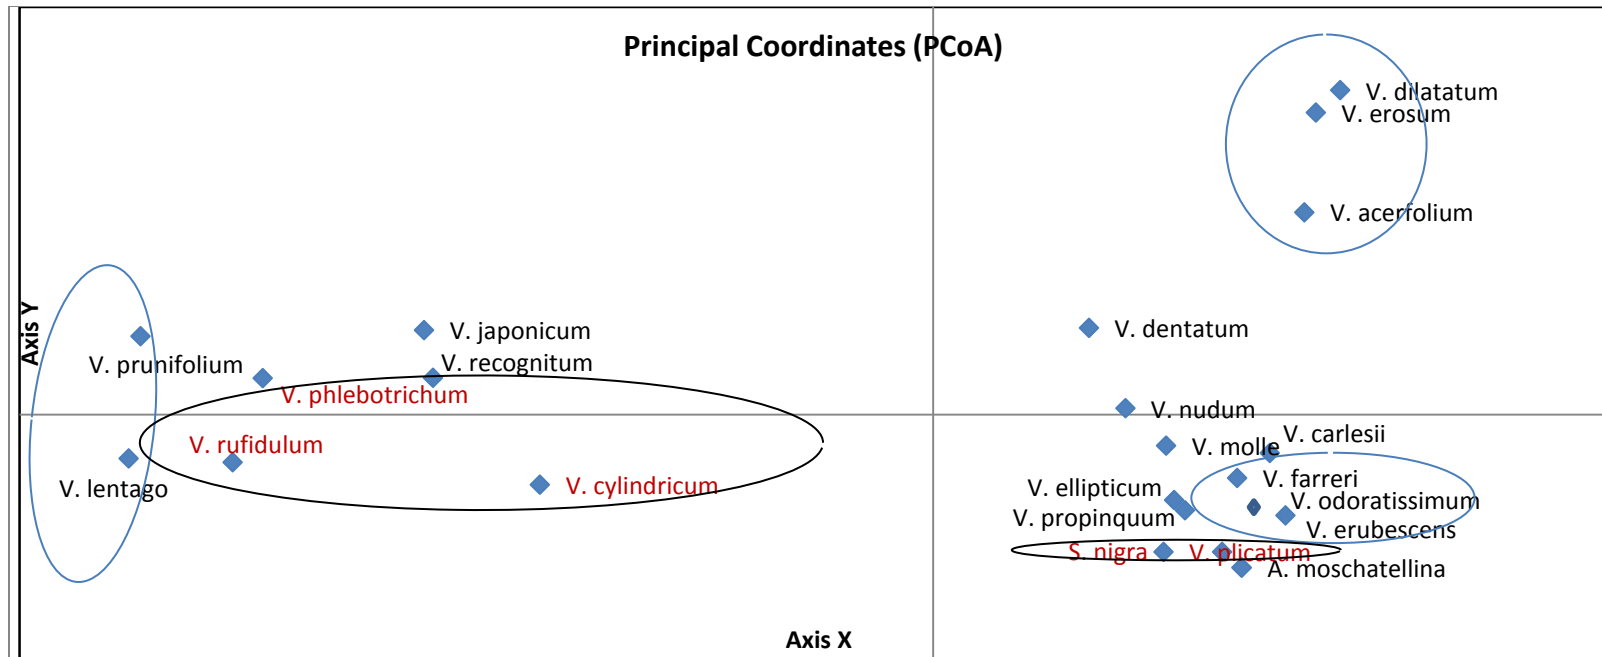 Principal Coordinates (PCoA)
V. dilatatum
V. erosum
V. acerfolium
Axis Y
V. japonicum
V. dentatum
V. prunifolium
V. recognitum
V. phlebotrichum
V. nudum
V. carlesii
V. rufidulum
V. molle
V. farreri
V. lentago
V. cylindricum
V. ellipticum
V. odoratissimum
V. propinquum
V. erubescens
S. nigra
V. plicatum
A. moschatellina
Axis X